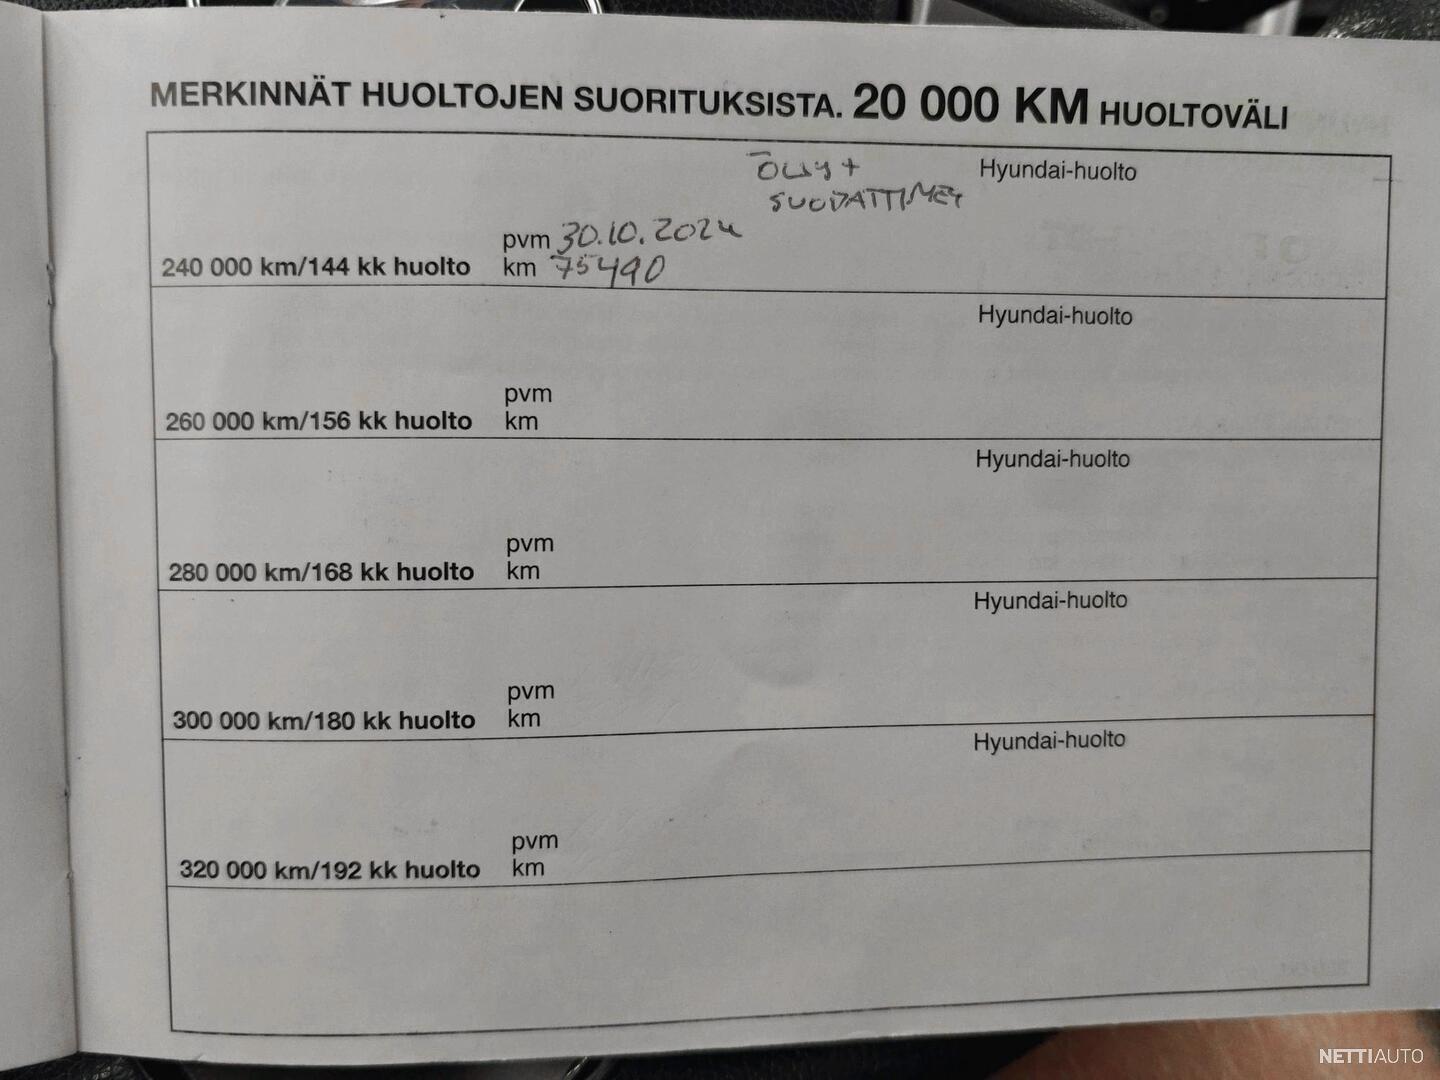 MERKINNÄT HUOLTOJEN SUORITUKSISTA. 20 000 KM HUOLTOVÄLI
ÖLJY +
SUODATTIMET
Hyundai-huolto
pvm 30.10.2024
240 000 km/144 kk huolto km 75490
Hyundai-huolto
pvm
260 000 km/156 kk huolto km
Hyundai-huolto
pvm
280 000 km/168 kk huolto km
Hyundai-huolto
pvm
300 000 km/180 kk huolto km
Hyundai-huolto
pvm
320 000 km/192 kk huolto km
NETTIAUTO